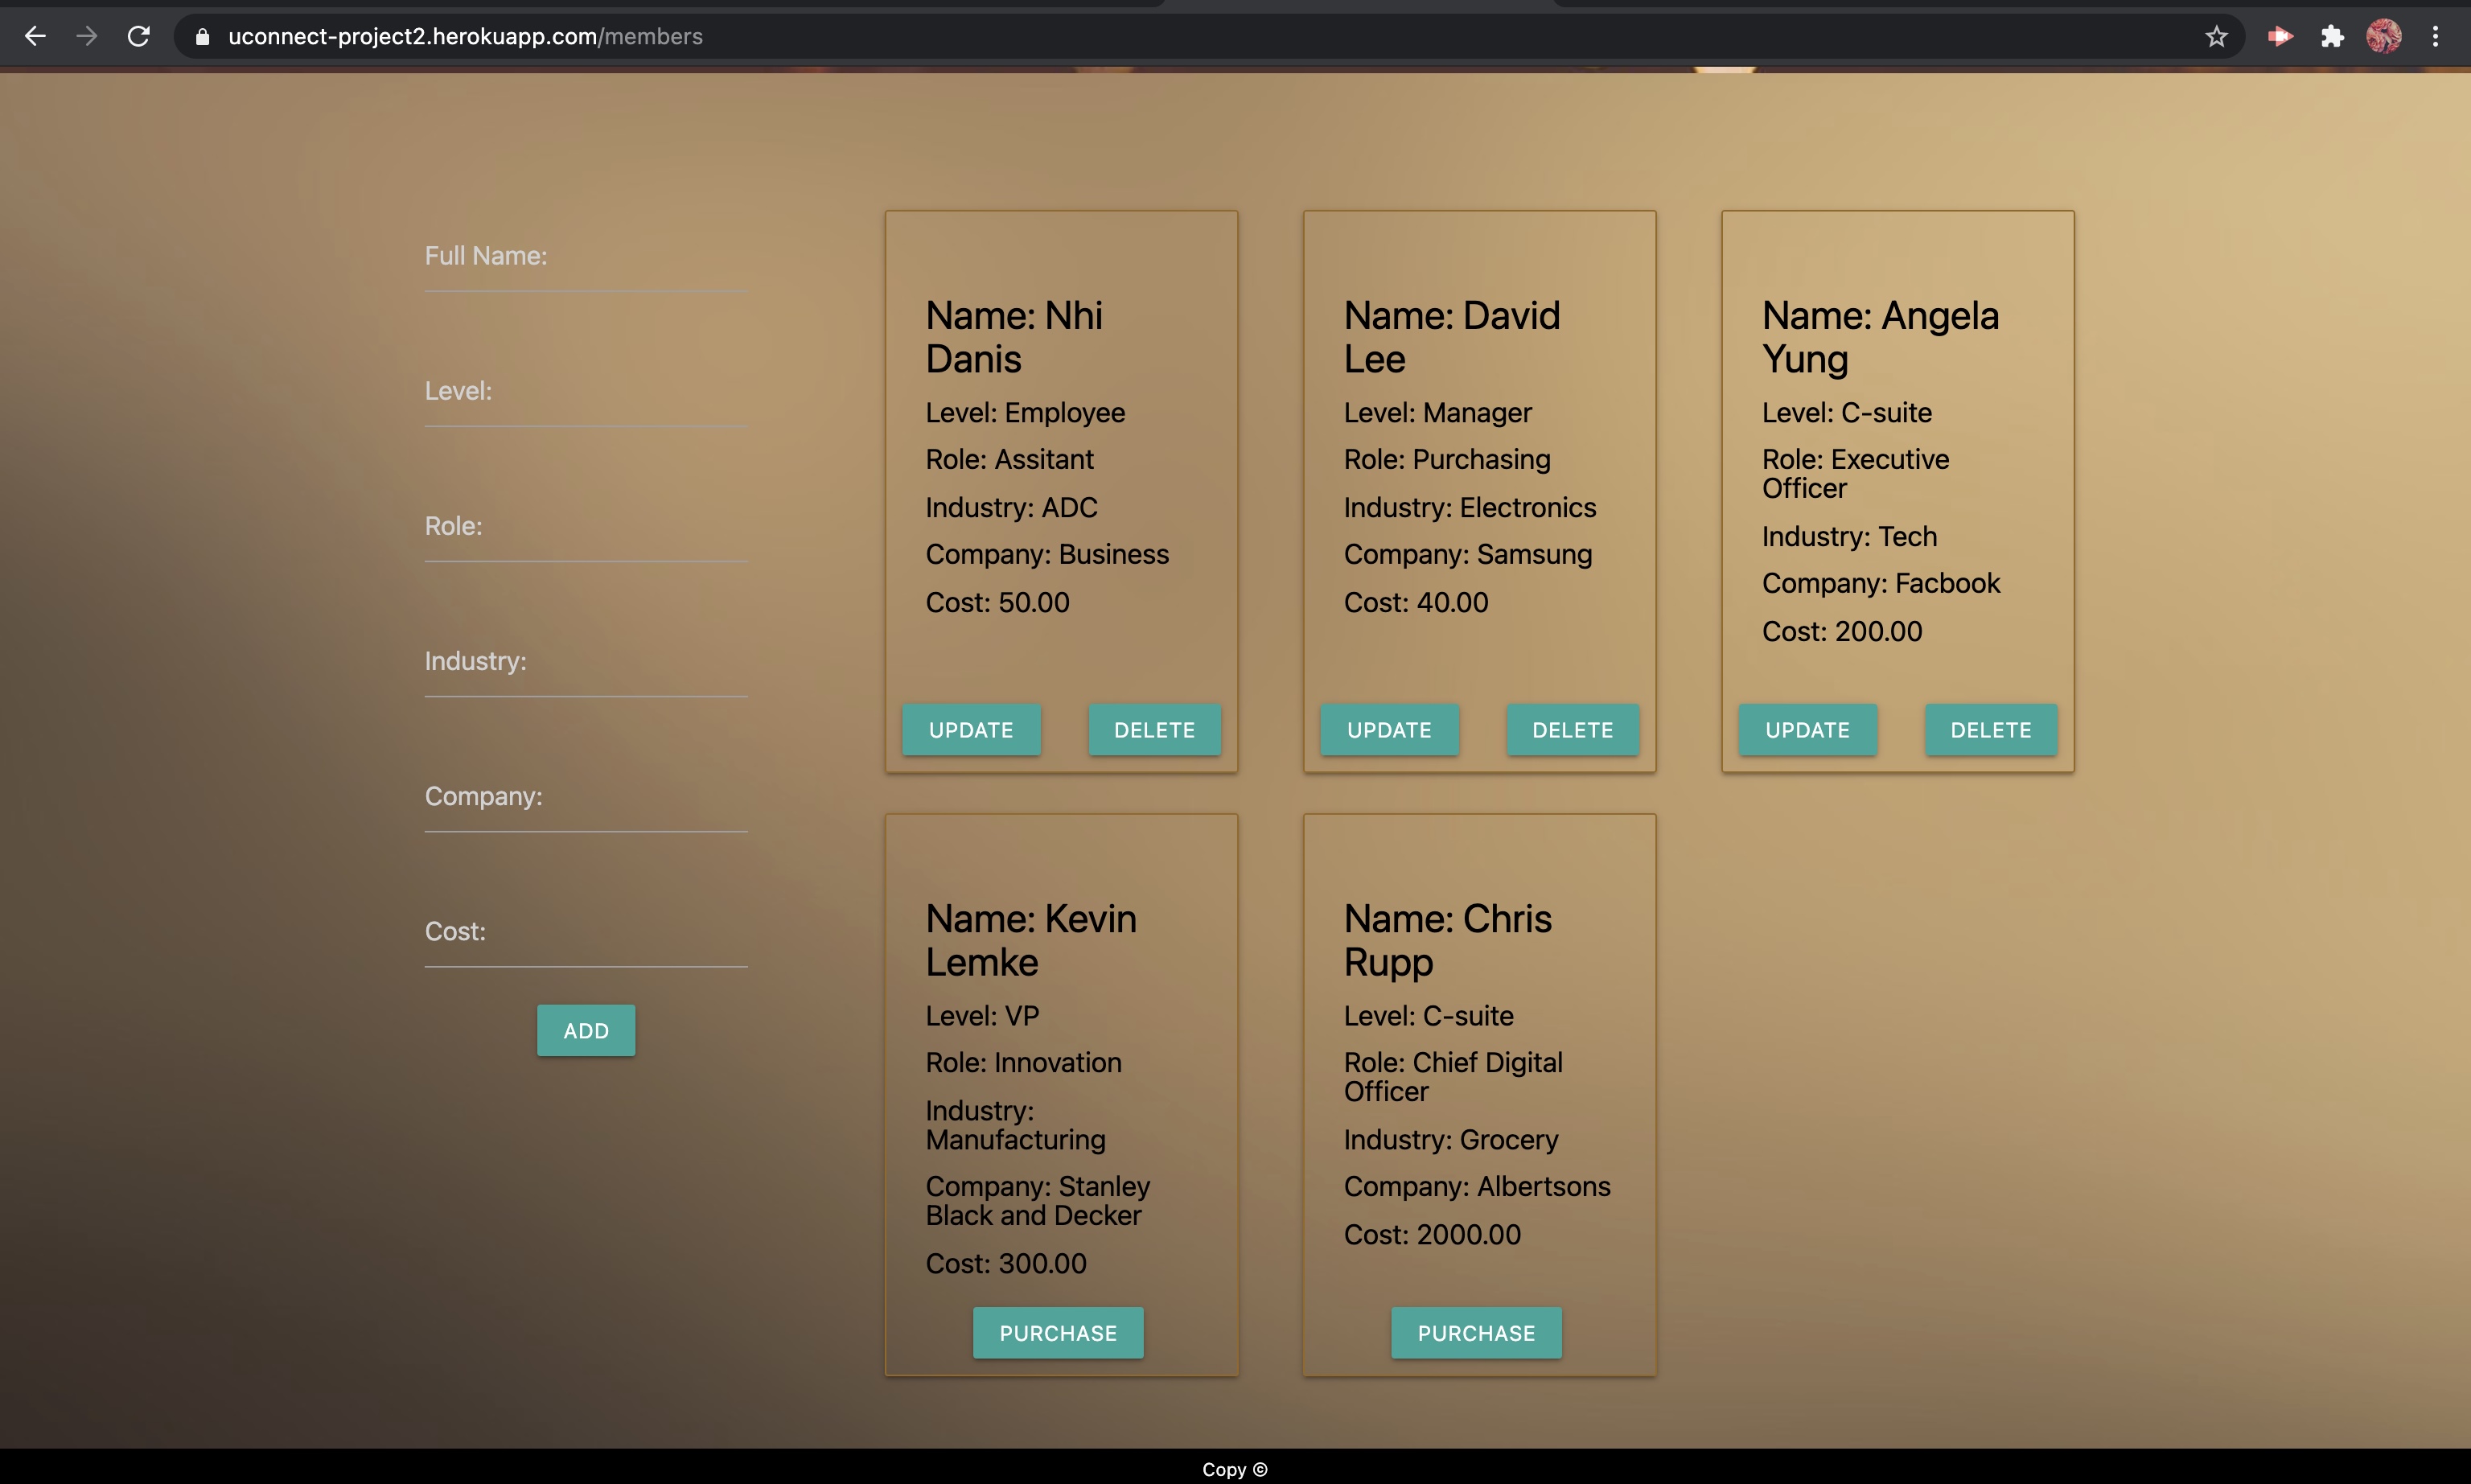 uconnect-project2.herokuapp.com/members
Full Name:
Level:
Role:
Industry:
Company:
Cost:
ADD
Name: Nhi
Danis
Level: Employee
Role: Assitant
Industry: ADC
Company: Business
Cost: 50.00
UPDATE
DELETE
Name: David
Lee
Level: Manager
Role: Purchasing
Industry: Electronics
Company: Samsung
Cost: 40.00
UPDATE
DELETE
Name: Angela
Yung
Level: C-suite
Role: Executive
Officer
Industry: Tech
Company: Facbook
Cost: 200.00
UPDATE
DELETE
Name: Kevin
Lemke
Level: VP
Role: Innovation
Industry:
Manufacturing
Company: Stanley
Black and Decker
Cost: 300.00
PURCHASE
Name: Chris
Rupp
Level: C-suite
Role: Chief Digital
Officer
Industry: Grocery
Company: Albertsons
Cost: 2000.00
PURCHASE
Copy ©